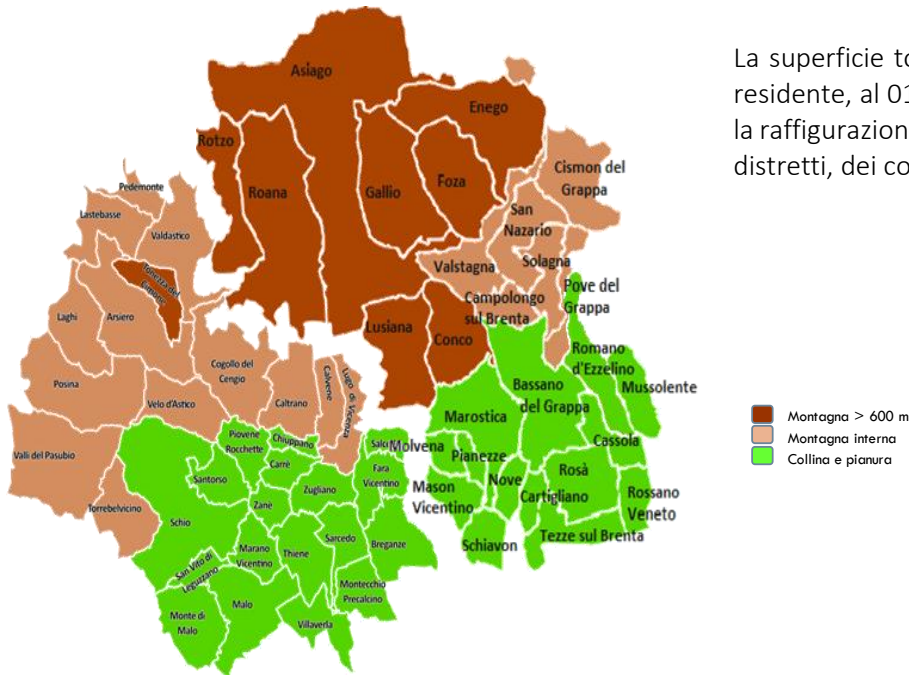 La superficie to
residente, al 01
la raffigurazion
distretti, dei co
Asiago
Enego
Rotzo
Cismon del
Grappa
Roana
Gallio
Foza
Pedemonte
San
Nazario
Lastebasse
Valdastico
Valstagna
Solagna
Tonezza del
Cimone
Pove del
Grappa
Campolongo
sul Brenta
Laghi
Arsiero
Lusiana
Conco
Romano
d'Ezzelino
Cogollo del
Cengio
Bassano
del Grappa
Mussolente
Posina
Calvene
Lugo di Vicenza
Velo d'Astico
Caltrano
Marostica
Montagna > 600 m
Montagna interna
Collina e pianura
Piovene
Rocchette
Chiuppano
Molvena
Cassola
Valli del Pasubio
Carrè
Pianezze
Fara
Vicentino
Rosà
Santorso
Zugliano
Mason
Vicentino
Nove
Cartigliano
Rossano
Veneto
Torrebelvicino
Zanè
Schio
Sarcedo
Tezze sul Brenta
Schiavon
Breganze
Marano
Vicentino
Thiene
San Vito di
Leguzzano
Montecchio
Precalcino
Malo
Monte di
Malo
Villaverla